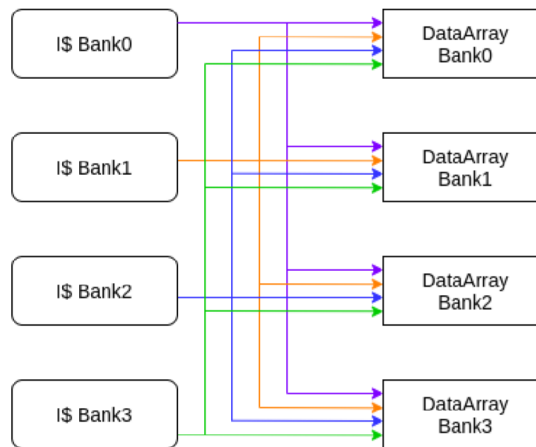 I$ Bank0
DataArray
Bank0
I$ Bank1
DataArray
Bank1
I$ Bank2
DataArray
Bank2
I$ Bank3
DataArray
Bank3